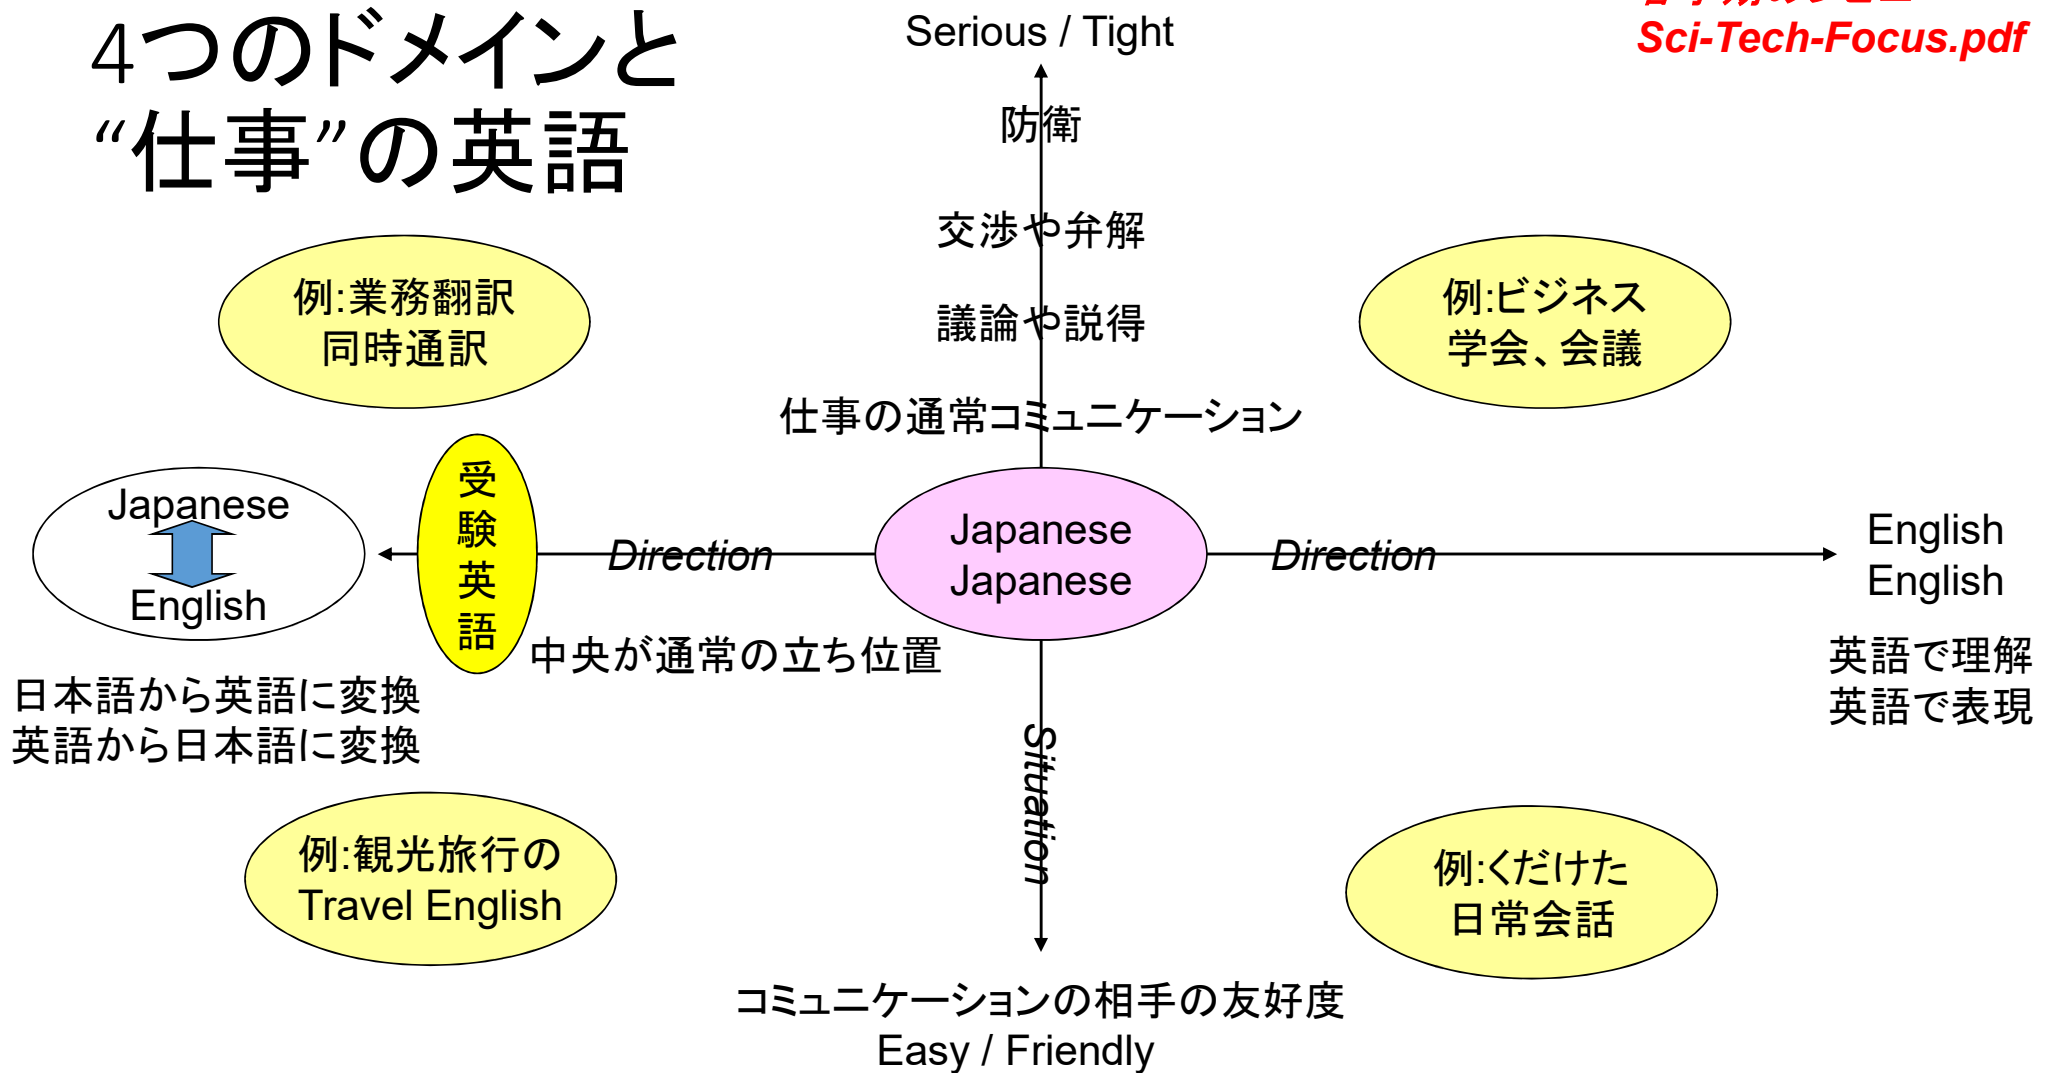 4つのドメインと
“仕事”の英語
Sci-Tech-Focus.pdf
Serious / Tight
防衛
交渉や弁解
議論や説得
仕事の通常コミュニケーション
例:業務翻訳
同時通訳
例:ビジネス
学会、会議
Japanese
English
受験英語
Direction
Japanese
Japanese
Direction
English
English
中央が通常の立ち位置
英語で理解
英語で表現
日本語から英語に変換
英語から日本語に変換
Situation
例:観光旅行の
Travel English
例:くだけた
日常会話
コミュニケーションの相手の友好度
Easy / Friendly